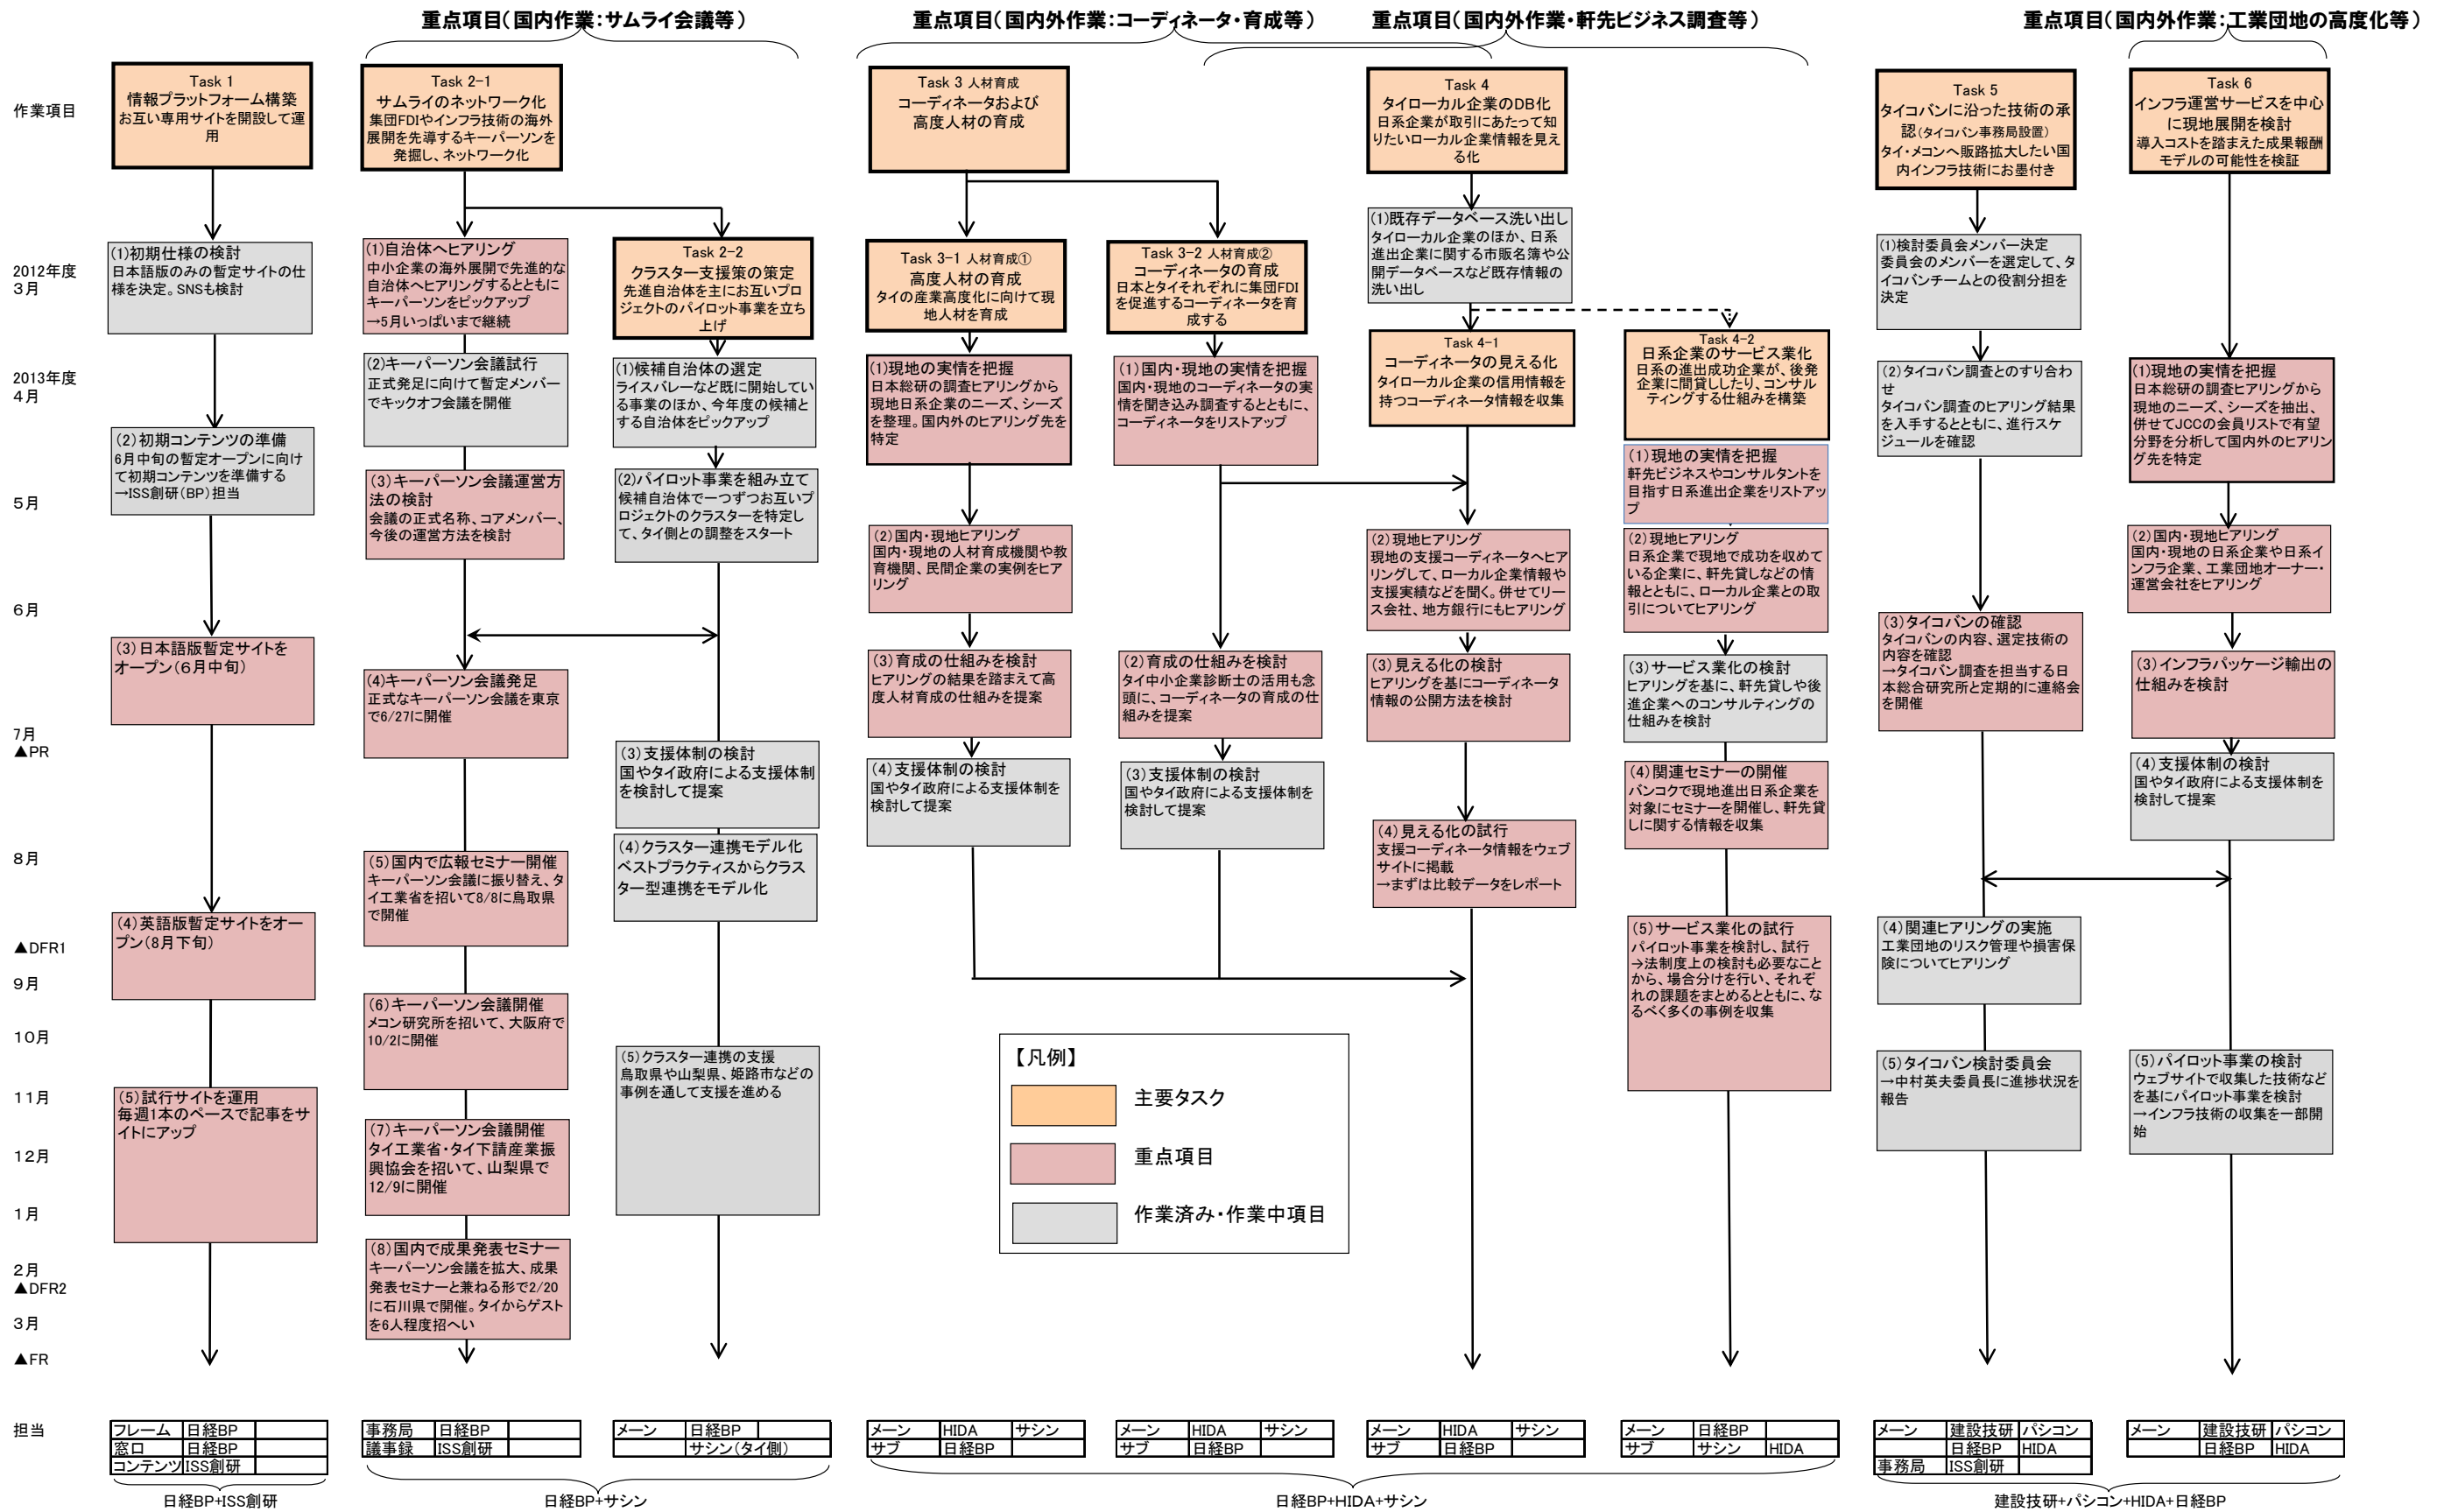 重点項目(国内作業:サムライ会議等)
重点項目(国内外作業:コーディネータ・育成等)
重点項目(国内外作業・軒先ビジネス調査等)
重点項目(国内外作業:工業団地の高度化等)
作業項目
2012年度
3月
2013年度
4月
5月
6月
7月
▲PR
8月
▲DFR1
9月
10月
11月
12月
1月
2月
▲DFR2
3月
▲FR
担当
Task 1
情報プラットフォーム構築
お互い専用サイトを開設して運
用
(1)初期仕様の検討
日本語版のみの暫定サイトの仕
様を決定。SNSも検討
(2)初期コンテンツの準備
6月中旬の暫定オープンに向け
て初期コンテンツを準備する
→ISS創研(BP)担当
(3)日本語版暫定サイトを
オープン(6月中旬)
(4)英語版暫定サイトをオー
プン(8月下旬)
(5)試行サイトを運用
毎週1本のペースで記事をサ
イトにアップ
Task 2-1
サムライのネットワーク化
集団FDIやインフラ技術の海外
展開を先導するキーパーソンを
発掘し、ネットワーク化
(1)自治体へヒアリング
中小企業の海外展開で先進的な
自治体へヒアリングするとともに
キーパーソンをピックアップ
→5月いっぱいまで継続
(2)キーパーソン会議試行
正式発足に向けて暫定メンバー
でキックオフ会議を開催
(3)キーパーソン会議運営方
法の検討
会議の正式名称、コアメンバー、
今後の運営方法を検討
(4)キーパーソン会議発足
正式なキーパーソン会議を東京
で6/27に開催
(5)国内で広報セミナー開催
キーパーソン会議に振り替え、タ
イ工業省を招いて8/8に鳥取県
で開催
(6)キーパーソン会議開催
メコン研究所を招いて、大阪府で
10/2に開催
(7)キーパーソン会議開催
タイ工業省・タイ下請産業振
興協会を招いて、山梨県で
12/9に開催
(8)国内で成果発表セミナー
キーパーソン会議を拡大、成果
発表セミナーと兼ねる形で2/20
に石川県で開催。タイからゲスト
を6人程度招へい
Task 2-2
クラスター支援策の策定
先進自治体を主にお互いプロ
ジェクトのパイロット事業を立ち
上げ
(1)候補自治体の選定
ライスバレーなど既に開始してい
る事業のほか、今年度の候補と
する自治体をピックアップ
(2)パイロット事業を組み立て
候補自治体で一つずつお互いプ
ロジェクトのクラスターを特定し
て、タイ側との調整をスタート
(3)支援体制の検討
国やタイ政府による支援体制
を検討して提案
(4)クラスター連携モデル化
ベストプラクティスからクラス
ター型連携をモデル化
(5)クラスター連携の支援
鳥取県や山梨県、姫路市などの
事例を通して支援を進める
Task 3 人材育成
コーディネータおよび
高度人材の育成
Task 3-1 人材育成①
高度人材の育成
タイの産業高度化に向けて現
地人材を育成
(1)現地の実情を把握
日本総研の調査ヒアリングから
現地日系企業のニーズ、シーズ
を整理。国内外のヒアリング先を
特定
(2)国内・現地ヒアリング
国内・現地の人材育成機関や教
育機関、民間企業の実例をヒア
リング
(3)育成の仕組みを検討
ヒアリングの結果を踏まえて高
度人材育成の仕組みを提案
(4)支援体制の検討
国やタイ政府による支援体制を
検討して提案
Task 3-2 人材育成②
コーディネータの育成
日本とタイそれぞれに集団FDI
を促進するコーディネータを育
成する
(1)国内・現地の実情を把握
国内・現地のコーディネータの実
情を聞き込み調査するとともに、
コーディネータをリストアップ
(2)育成の仕組みを検討
タイ中小企業診断士の活用も念
頭に、コーディネータの育成の仕
組みを提案
(3)支援体制の検討
国やタイ政府による支援体制を
検討して提案
Task 4
タイローカル企業のDB化
日系企業が取引にあたって知
りたいローカル企業情報を見え
る化
(1)既存データベース洗い出し
タイローカル企業のほか、日系
進出企業に関する市販名簿や公
開データベースなど既存情報の
洗い出し
Task 4-1
コーディネータの見える化
タイローカル企業の信用情報を
持つコーディネータ情報を収集
(2)現地ヒアリング
現地の支援コーディネータへヒア
リングして、ローカル企業情報や
支援実績などを聞く。併せてリー
ス会社、地方銀行にもヒアリング
(3)見える化の検討
ヒアリングを基にコーディネータ
情報の公開方法を検討
(4)見える化の試行
支援コーディネータ情報をウェブ
サイトに掲載
→まずは比較データをレポート
Task 4-2
日系企業のサービス業化
日系の進出成功企業が、後発
企業に間貸ししたり、コンサル
ティングする仕組みを構築
(1)現地の実情を把握
軒先ビジネスやコンサルタントを
目指す日系進出企業をリストアッ
プ
(2)現地ヒアリング
日系企業で現地で成功を収めて
いる企業に、軒先貸しなどの情
報とともに、ローカル企業との取
引についてヒアリング
(3)サービス業化の検討
ヒアリングを基に、軒先貸しや後
進企業へのコンサルティングの
仕組みを検討
(4)関連セミナーの開催
バンコクで現地進出日系企業を
対象にセミナーを開催し、軒先貸
しに関する情報を収集
(5)サービス業化の試行
パイロット事業を検討し、試行
→法制度上の検討も必要なこと
から、場合分けを行い、それぞ
れの課題をまとめるとともに、な
るべく多くの事例を収集
Task 5
タイコバンに沿った技術の承
認(タイコバン事務局設置)
タイ・メコンへ販路拡大したい国
内インフラ技術にお墨付き
(1)検討委員会メンバー決定
委員会のメンバーを選定して、タ
イコバンチームとの役割分担を
決定
(2)タイコバン調査とのすり合わ
せ
タイコバン調査のヒアリング結果
を入手するとともに、進行スケ
ジュールを確認
(3)タイコバンの確認
タイコバンの内容、選定技術の
内容を確認
→タイコバン調査を担当する日
本総合研究所と定期的に連絡会
を開催
(4)関連ヒアリングの実施
工業団地のリスク管理や損害保
険についてヒアリング
(5)タイコバン検討委員会
→中村英夫委員長に進捗状況を
報告
Task 6
インフラ運営サービスを中心
に現地展開を検討
導入コストを踏まえた成果報酬
モデルの可能性を検証
(1)現地の実情を把握
日本総研の調査ヒアリングから
現地のニーズ、シーズを抽出、
併せてJCCの会員リストで有望
分野を分析して国内外のヒアリン
グ先を特定
(2)国内・現地ヒアリング
国内・現地の日系企業や日系イ
ンフラ企業、工業団地オーナー・
運営会社をヒアリング
(3)インフラパッケージ輸出の
仕組みを検討
(4)支援体制の検討
国やタイ政府による支援体制を
検討して提案
(5)パイロット事業の検討
ウェブサイトで収集した技術など
を基にパイロット事業を検討
→インフラ技術の収集を一部開
始
【凡例】
主要タスク
重点項目
作業済み・作業中項目
フレーム 日経BP
窓口 日経BP
コンテンツ ISS創研
日経BP+ISS創研
事務局 日経BP
議事録 ISS創研
メーン 日経BP
サシン(タイ側)
日経BP+サシン
メーン HIDA サシン
サブ 日経BP
メーン HIDA サシン
サブ 日経BP
メーン HIDA サシン
サブ 日経BP
メーン 日経BP
サブ サシン HIDA
日経BP+HIDA+サシン
メーン 建設技研 パシコン
日経BP HIDA
事務局 ISS創研
メーン 建設技研 パシコン
日経BP HIDA
建設技研+パシコン+HIDA+日経BP